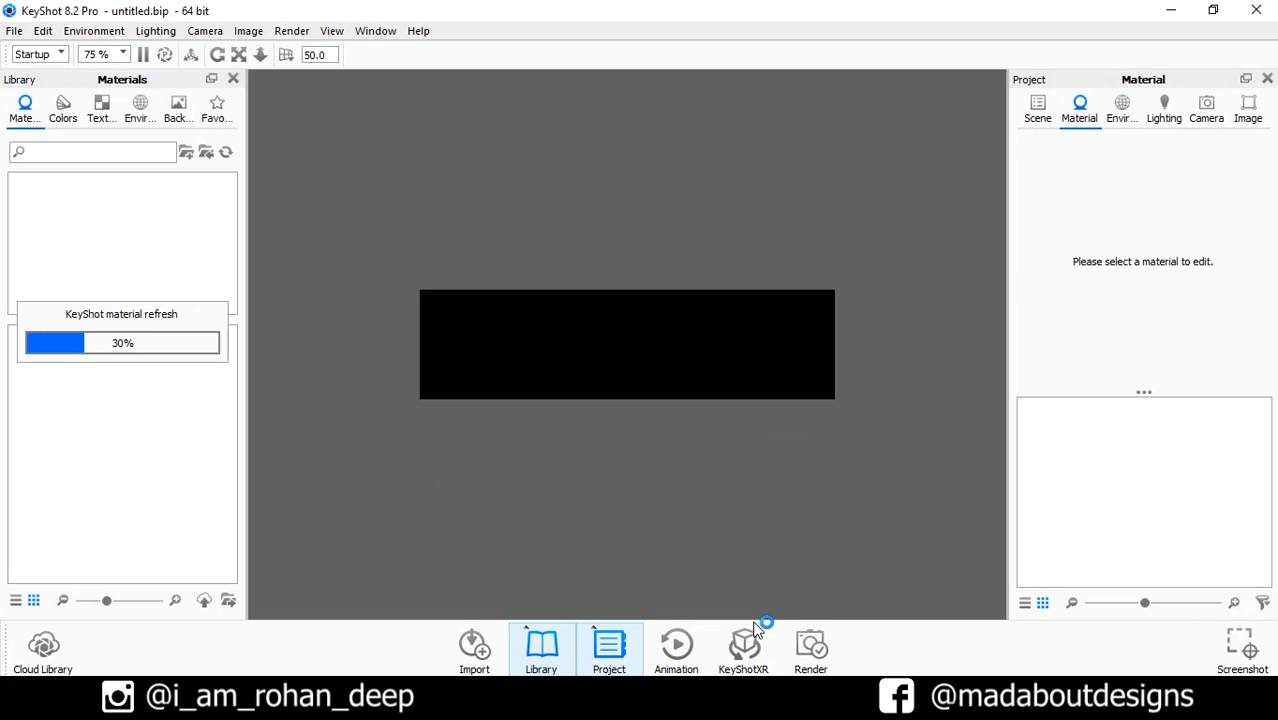 KeyShot 8.2 Pro - untitled.bip - 64 bit
File Edit Environment Lighting Camera Image Render View Window Help
Startup 75 % 50.0
Library Materials
Project Material
Mate... Colors Text... Envir... Back... Favo...
Scene Material Envir... Lighting Camera Image
Please select a material to edit.
KeyShot material refresh
30%
Cloud Library Import Library Project Animation KeyShotXR Render Screenshot
@i_am_rohan_deep @madaboutdesigns